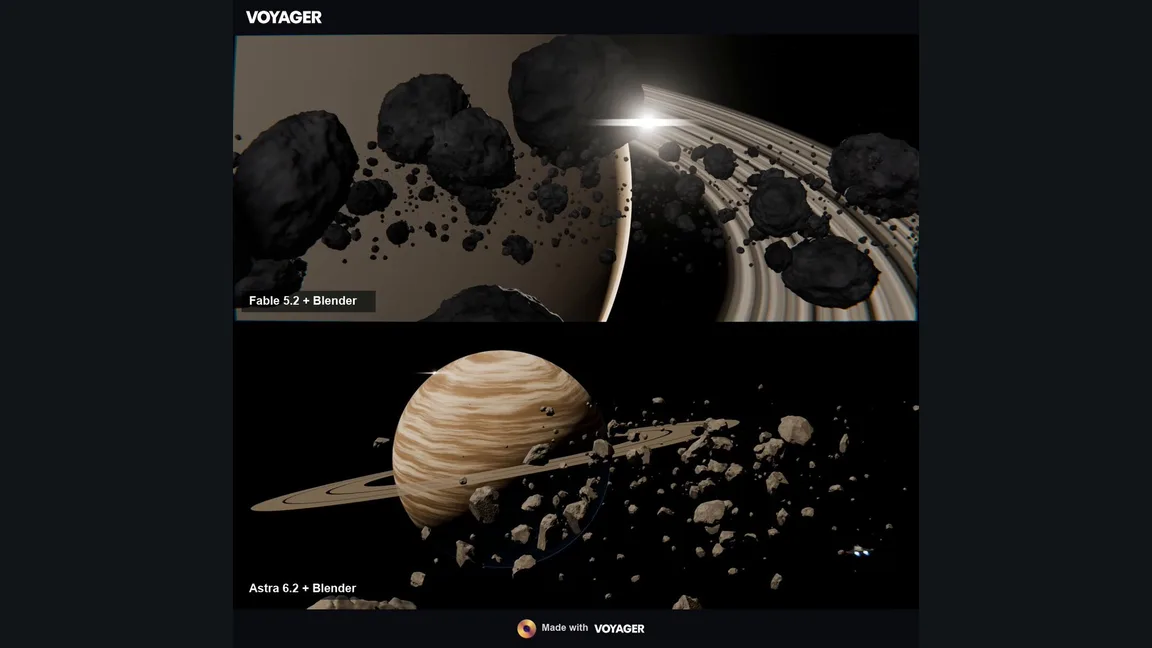 VOYAGER
Fable 5.2 + Blender
Astra 6.2 + Blender
Made with VOYAGER